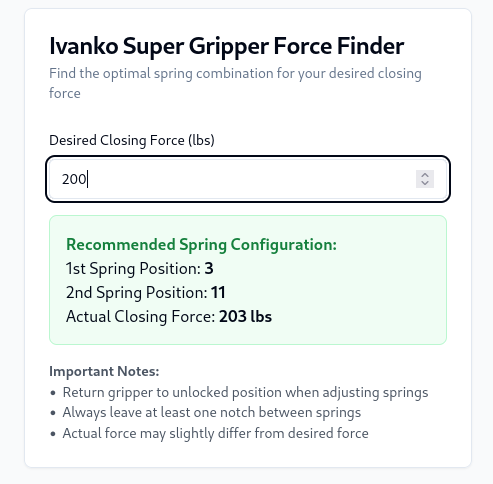 Ivanko Super Gripper Force Finder
Find the optimal spring combination for your desired closing
force
Desired Closing Force (lbs)
200
Recommended Spring Configuration:
1st Spring Position: 3
2nd Spring Position: 11
Actual Closing Force: 203 lbs
Important Notes:
• Return gripper to unlocked position when adjusting springs
• Always leave at least one notch between springs
• Actual force may slightly differ from desired force